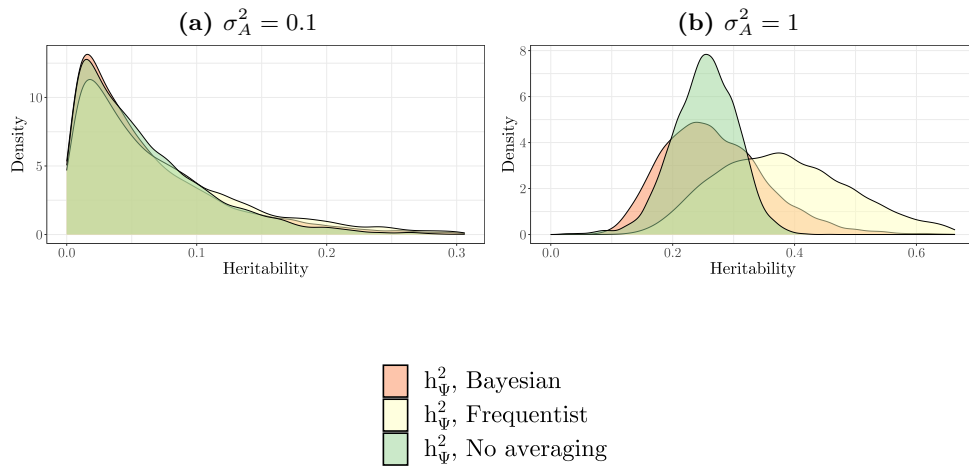 (a) σ²_A = 0.1
(b) σ²_A = 1
Density
10
5
0
0.0 0.1 0.2 0.3
Heritability
Density
8
6
4
2
0
0.0 0.2 0.4 0.6
Heritability
h²_Ψ, Bayesian
h²_Ψ, Frequentist
h²_Ψ, No averaging